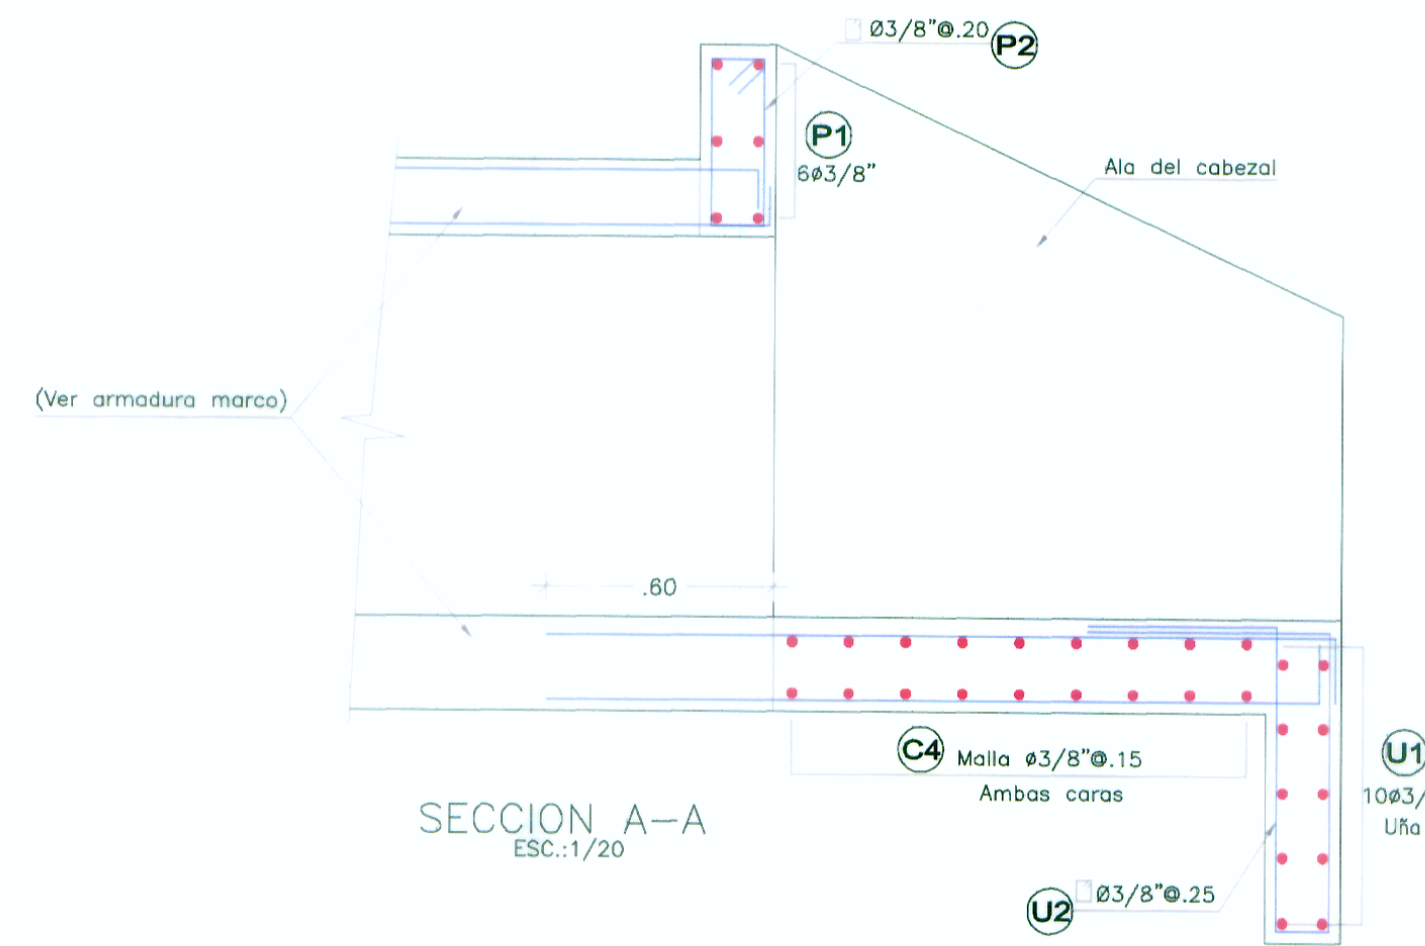 Ø3/8"@.20 P2
P1
6ø3/8"
Ala del cabezal
(Ver armadura marco)
.60
C4 Malla ø3/8"@.15
Ambas caras
U1
10ø3/
Uña
SECCION A-A
ESC.:1/20
U2 Ø3/8"@.25